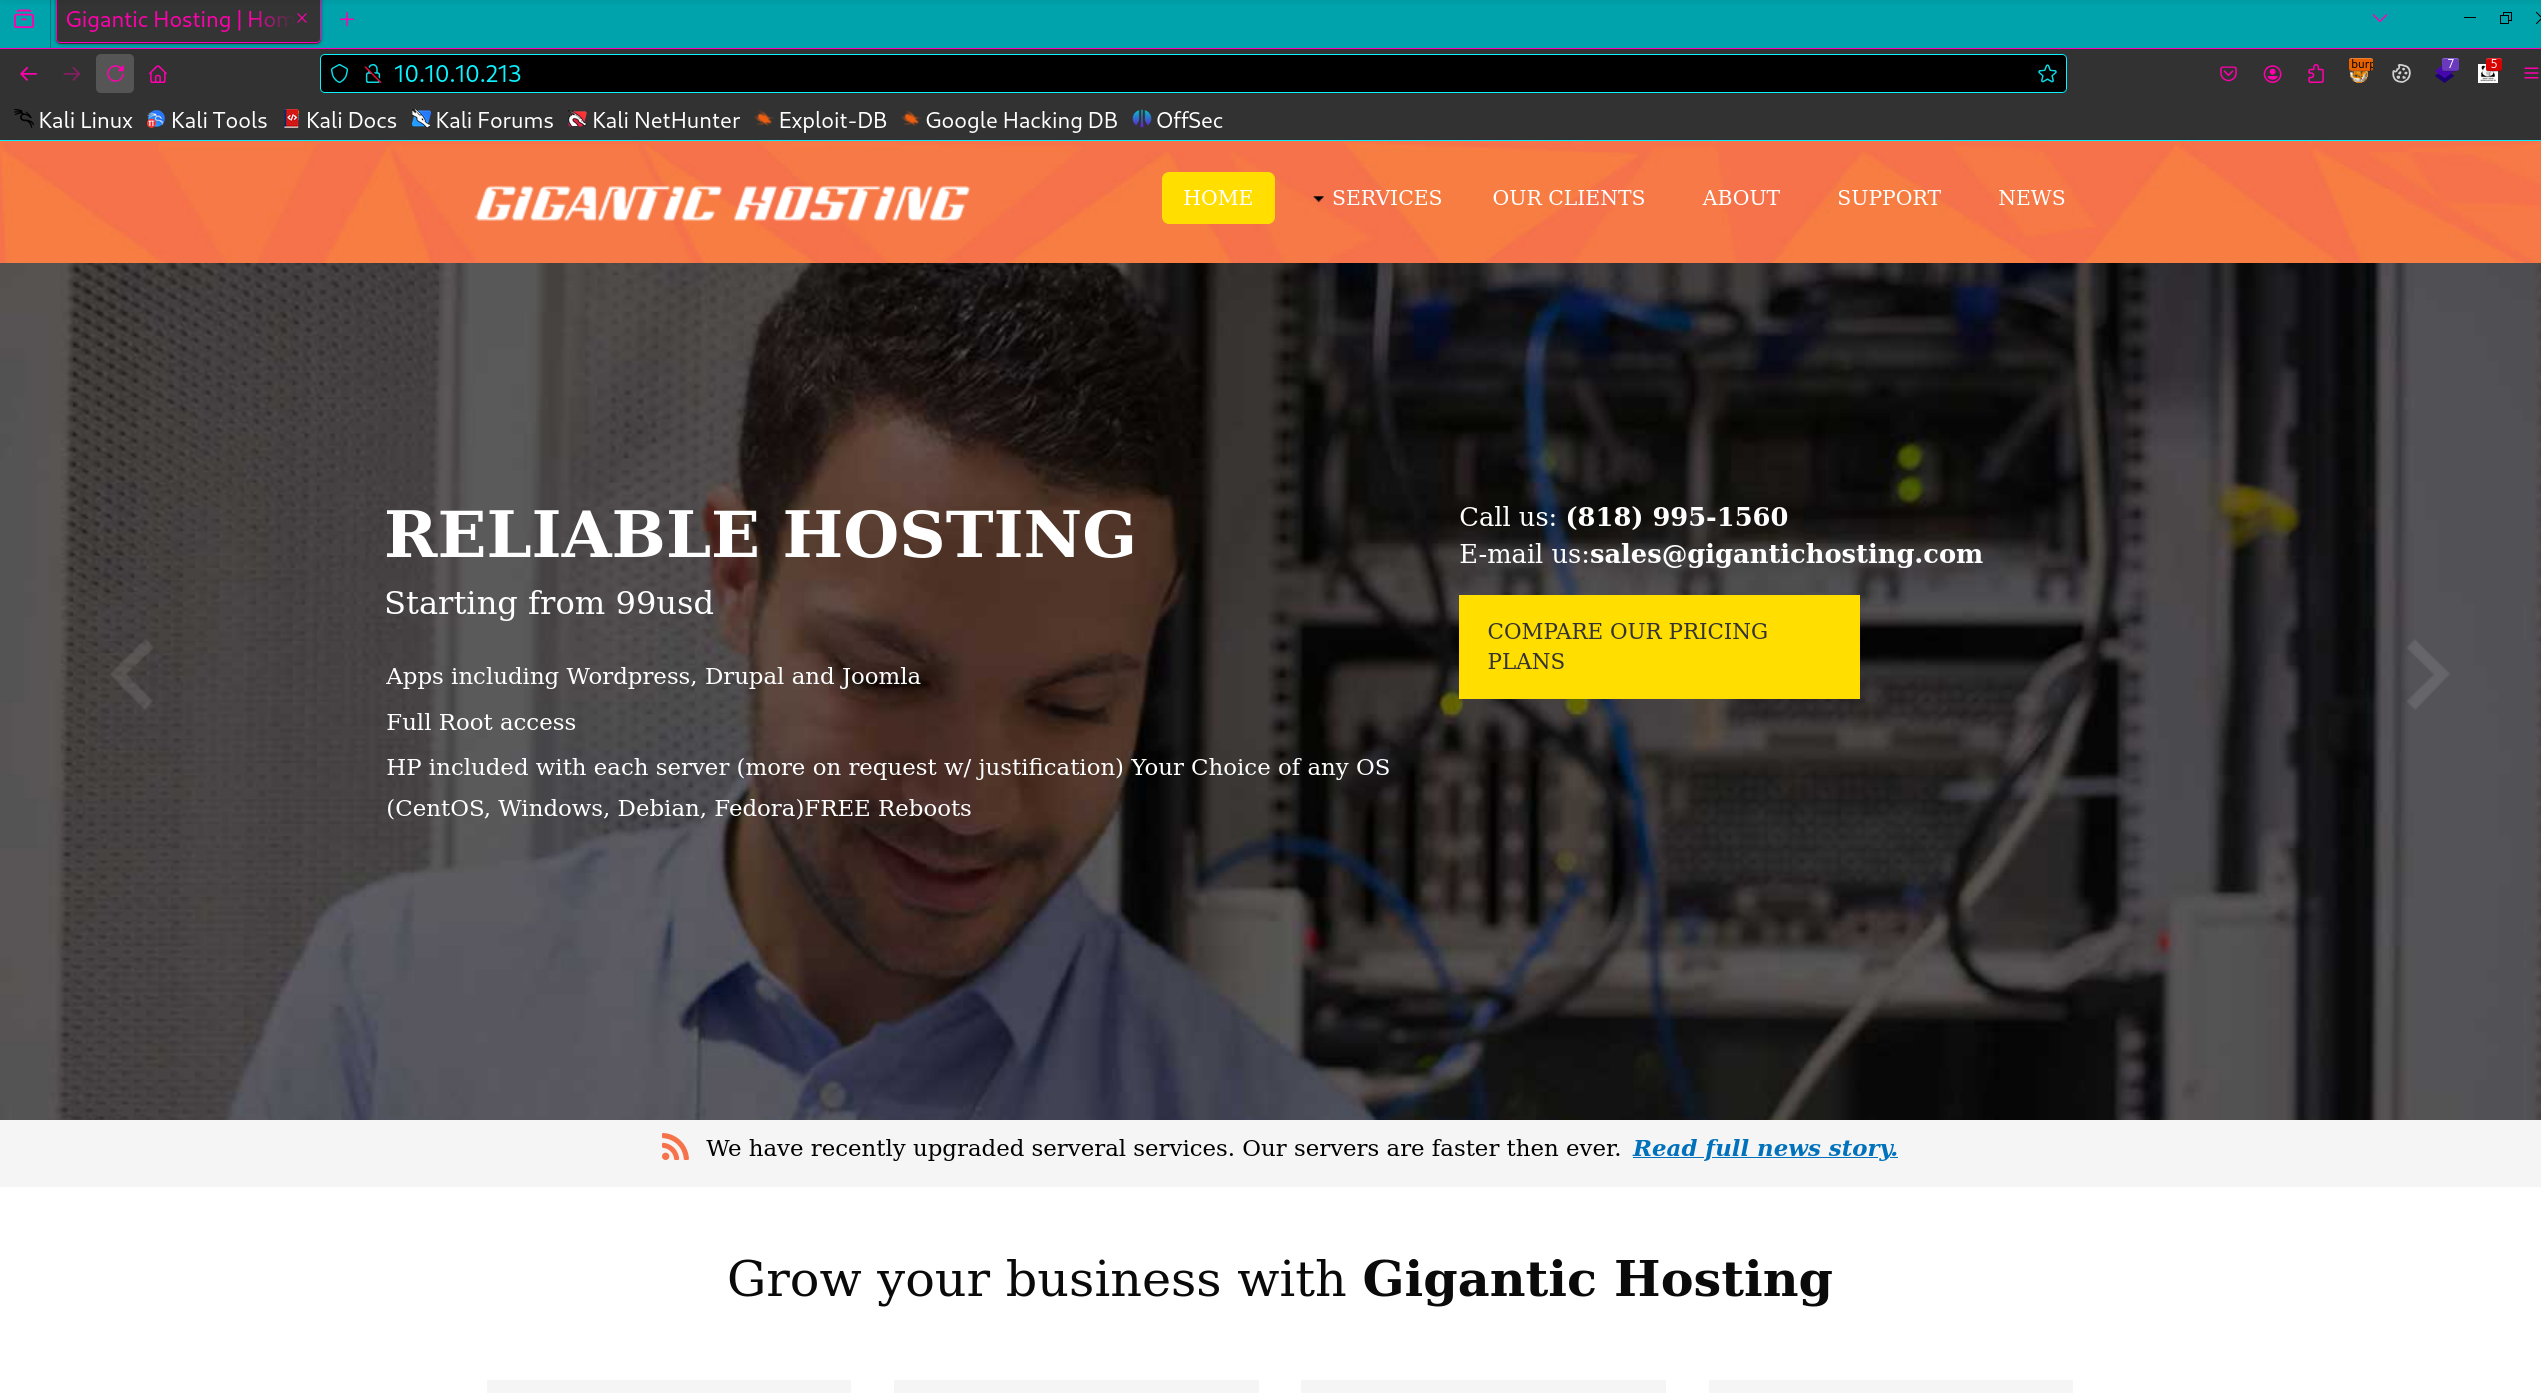 Gigantic Hosting | Hom
10.10.10.213
burp
7
5
Kali Linux Kali Tools Kali Docs Kali Forums Kali NetHunter Exploit-DB Google Hacking DB OffSec
GIGANTIC HOSTING
HOME SERVICES OUR CLIENTS ABOUT SUPPORT NEWS
RELIABLE HOSTING
Starting from 99usd
Apps including Wordpress, Drupal and Joomla
Full Root access
HP included with each server (more on request w/ justification) Your Choice of any OS
(CentOS, Windows, Debian, Fedora)FREE Reboots
Call us: (818) 995-1560
E-mail us:sales@gigantichosting.com
COMPARE OUR PRICING
PLANS
We have recently upgraded serveral services. Our servers are faster then ever. Read full news story.
Grow your business with Gigantic Hosting